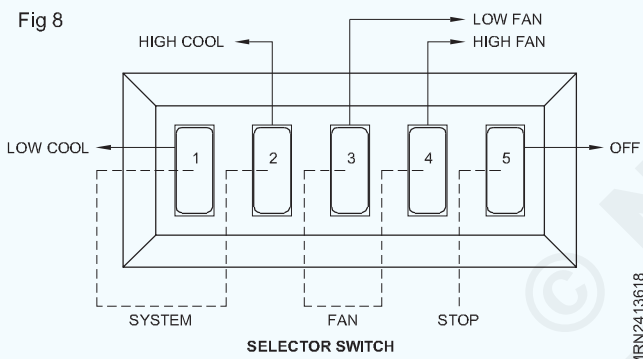 Fig 8
LOW FAN
HIGH COOL
HIGH FAN
LOW COOL
1
2
3
4
5
OFF
SYSTEM
FAN
STOP
SELECTOR SWITCH
©
RN2413618